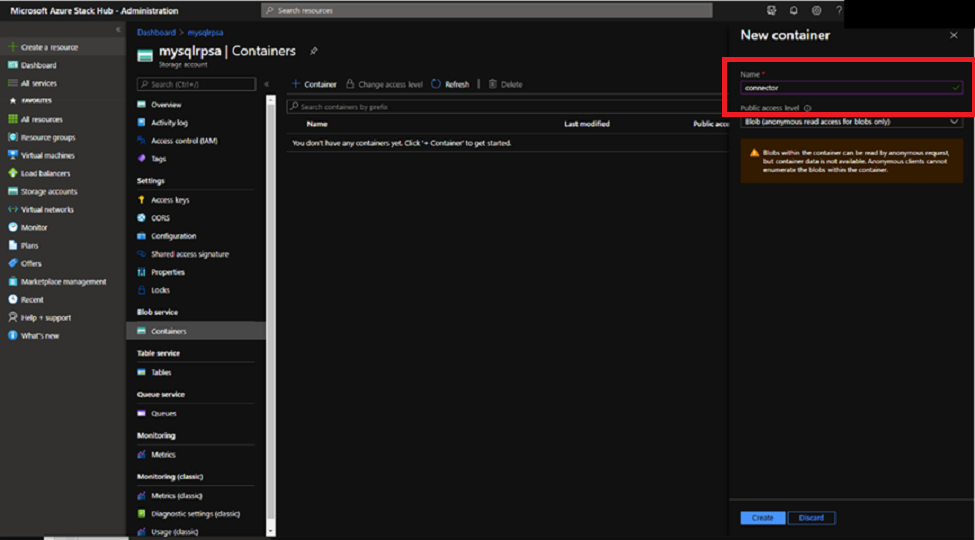 Microsoft Azure Stack Hub - Administration
Search resources
?
Create a resource
Dashboard
All services
FAVORITES
All resources
Resource groups
Virtual machines
Load balancers
Storage accounts
Virtual networks
Monitor
Plans
Offers
Marketplace management
Recent
Help + support
What's new
Dashboard > mysqlrpsa
mysqlrpsa | Containers
Storage account
Search (Ctrl+/)
Overview
Activity log
Access control (IAM)
Tags
Settings
Access keys
CORS
Configuration
Shared access signature
Properties
Locks
Blob service
Containers
Table service
Tables
Queue service
Queues
Monitoring
Metrics
Monitoring (classic)
Metrics (classic)
Diagnostic settings (classic)
Usage (classic)
+ Container Change access level Refresh | Delete
Search containers by prefix
Name Last modified Public acce
You don't have any containers yet. Click '+ Container' to get started.
New container
Name *
connector
Public access level
Blob (anonymous read access for blobs only)
Blobs within the container can be read by anonymous request,
but container data is not available. Anonymous clients cannot
enumerate the blobs within the container.
Create Discard